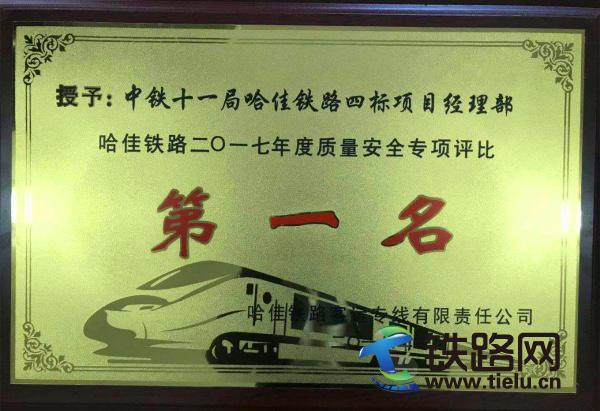 授予：中铁十一局哈佳铁路四标项目经理部
哈佳铁路二〇一七年度质量安全专项评比
第一名
哈佳铁路客运专线有限责任公司
铁路网
www.tielu.cn